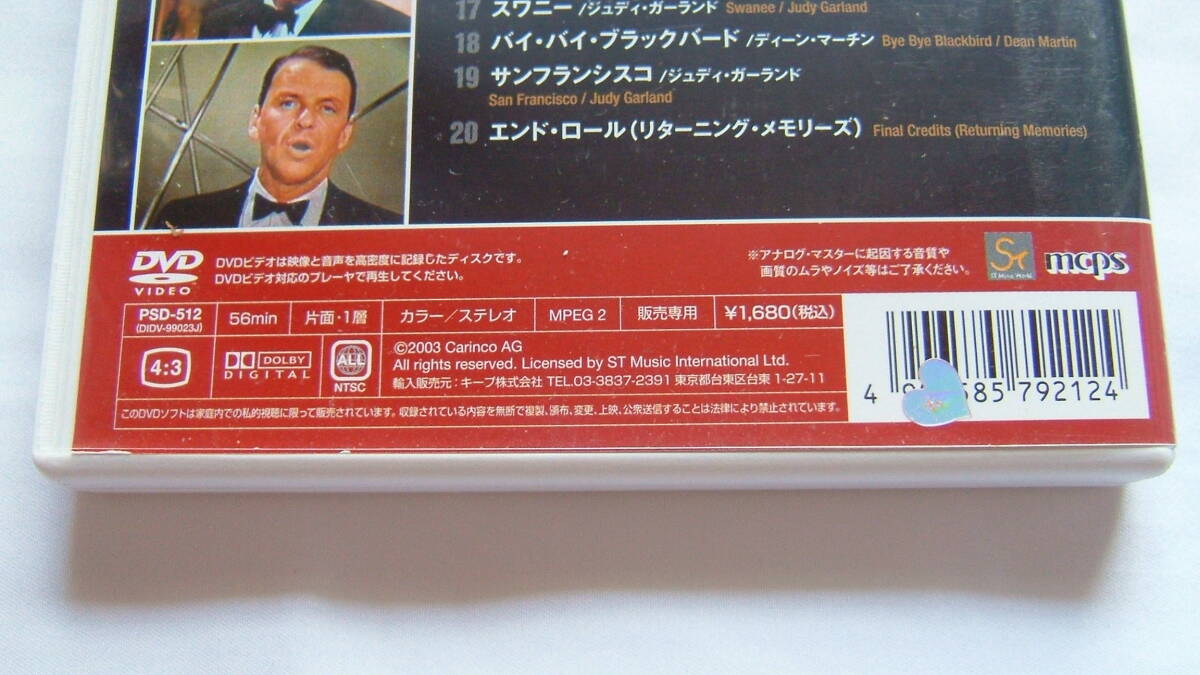 17 スワニー/ジュディ・ガーランド Swanee / Judy Garland
18 バイ・バイ・ブラックバード/ディーン・マーチン Bye Bye Blackbird / Dean Martin
19 サンフランシスコ/ジュディ・ガーランド
San Francisco / Judy Garland
20 エンド・ロール(リターニング・メモリーズ) Final Credits (Returning Memories)
DVD VIDEO
DVDビデオは映像と音声を高密度に記録したディスクです。
DVDビデオ対応のプレーヤで再生してください。
※アナログ・マスターに起因する音質や
画質のムラやノイズ等はご了承ください。
ST
mcps
PSD-512
(DIDV-99023J)
56min
片面・1層
カラー/ステレオ
MPEG 2
販売専用
¥1,680(税込)
4:3
DOLBY
DIGITAL
ALL
NTSC
©2003 Carinco AG
All rights reserved. Licensed by ST Music International Ltd.
輸入販売元:キープ株式会社 TEL.03-3837-2391 東京都台東区台東 1-27-11
このDVDソフトは家庭内での私的視聴に限って販売されています。収録されている内容を無断で複製、頒布、変更、上映、公衆送信することは法律により禁止されています。
4 585 792124